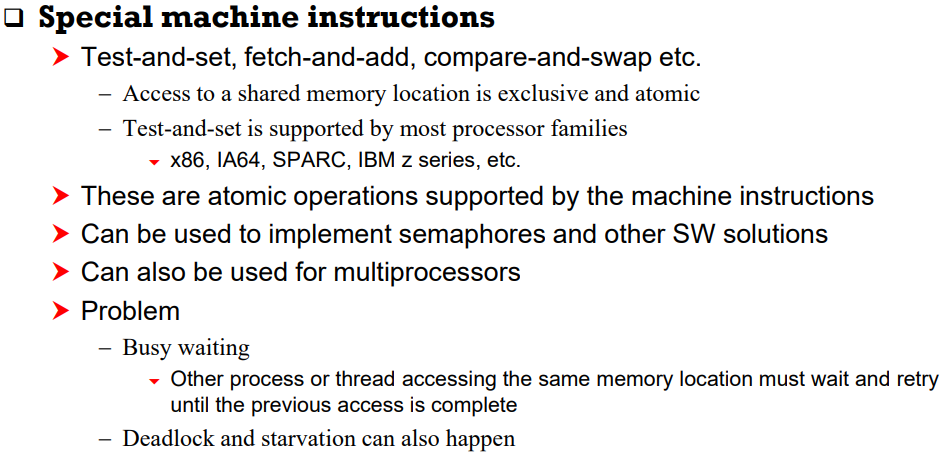 Special machine instructions
Test-and-set, fetch-and-add, compare-and-swap etc.
– Access to a shared memory location is exclusive and atomic
– Test-and-set is supported by most processor families
x86, IA64, SPARC, IBM z series, etc.
These are atomic operations supported by the machine instructions
Can be used to implement semaphores and other SW solutions
Can also be used for multiprocessors
Problem
– Busy waiting
Other process or thread accessing the same memory location must wait and retry
until the previous access is complete
– Deadlock and starvation can also happen